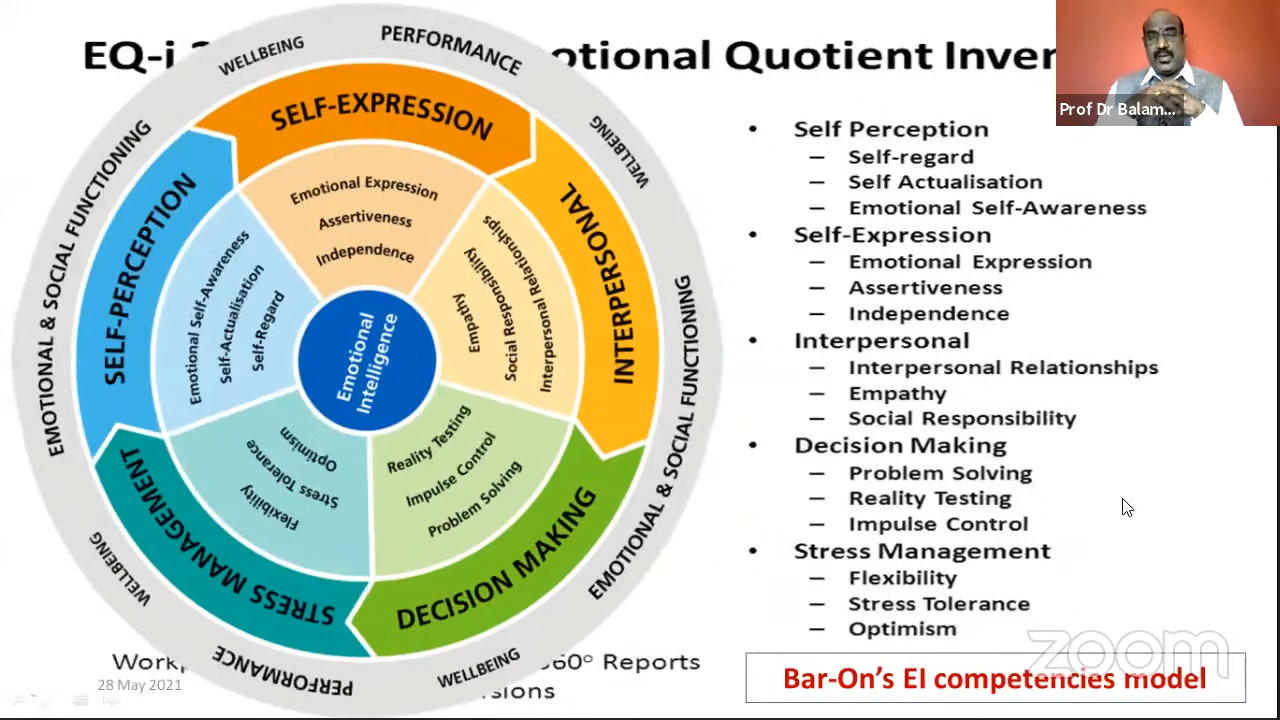 EQ-i
otional Quotient Inver
Prof Dr Balam...
PERFORMANCE
WELLBEING
WELLBEING
EMOTIONAL & SOCIAL FUNCTIONING
EMOTIONAL & SOCIAL FUNCTIONING
WELLBEING
PERFORMANCE
WELLBEING
SELF-EXPRESSION
Emotional Expression
Assertiveness
Independence
INTERPERSONAL
Interpersonal Relationships
Social Responsibility
Empathy
DECISION MAKING
Reality Testing
Impulse Control
Problem Solving
STRESS MANAGEMENT
Optimism
Stress Tolerance
Flexibility
SELF-PERCEPTION
Emotional Self-Awareness
Self-Actualisation
Self-Regard
Emotional
Intelligence
• Self Perception
– Self-regard
– Self Actualisation
– Emotional Self-Awareness
• Self-Expression
– Emotional Expression
– Assertiveness
– Independence
• Interpersonal
– Interpersonal Relationships
– Empathy
– Social Responsibility
• Decision Making
– Problem Solving
– Reality Testing
– Impulse Control
• Stress Management
– Flexibility
– Stress Tolerance
– Optimism
zoom
60° Reports
28 May 2021
Bar-On's EI competencies model